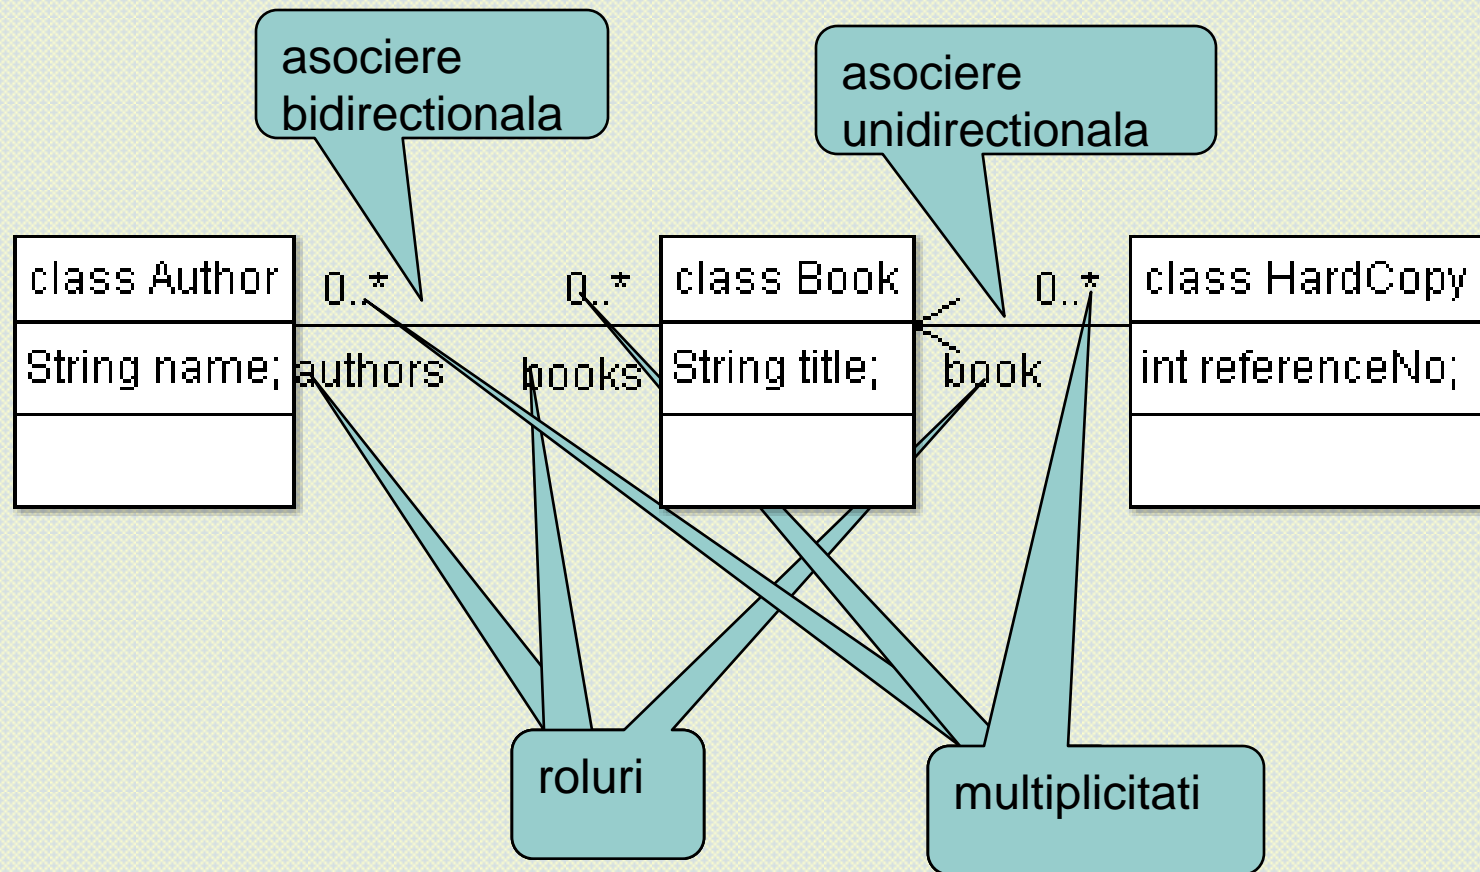 asociere
bidirectionala
asociere
unidirectionala
class Author
0..*
0..*
class Book
0..*
class HardCopy
String name;
authors
books
String title;
book
int referenceNo;
roluri
multiplicitati